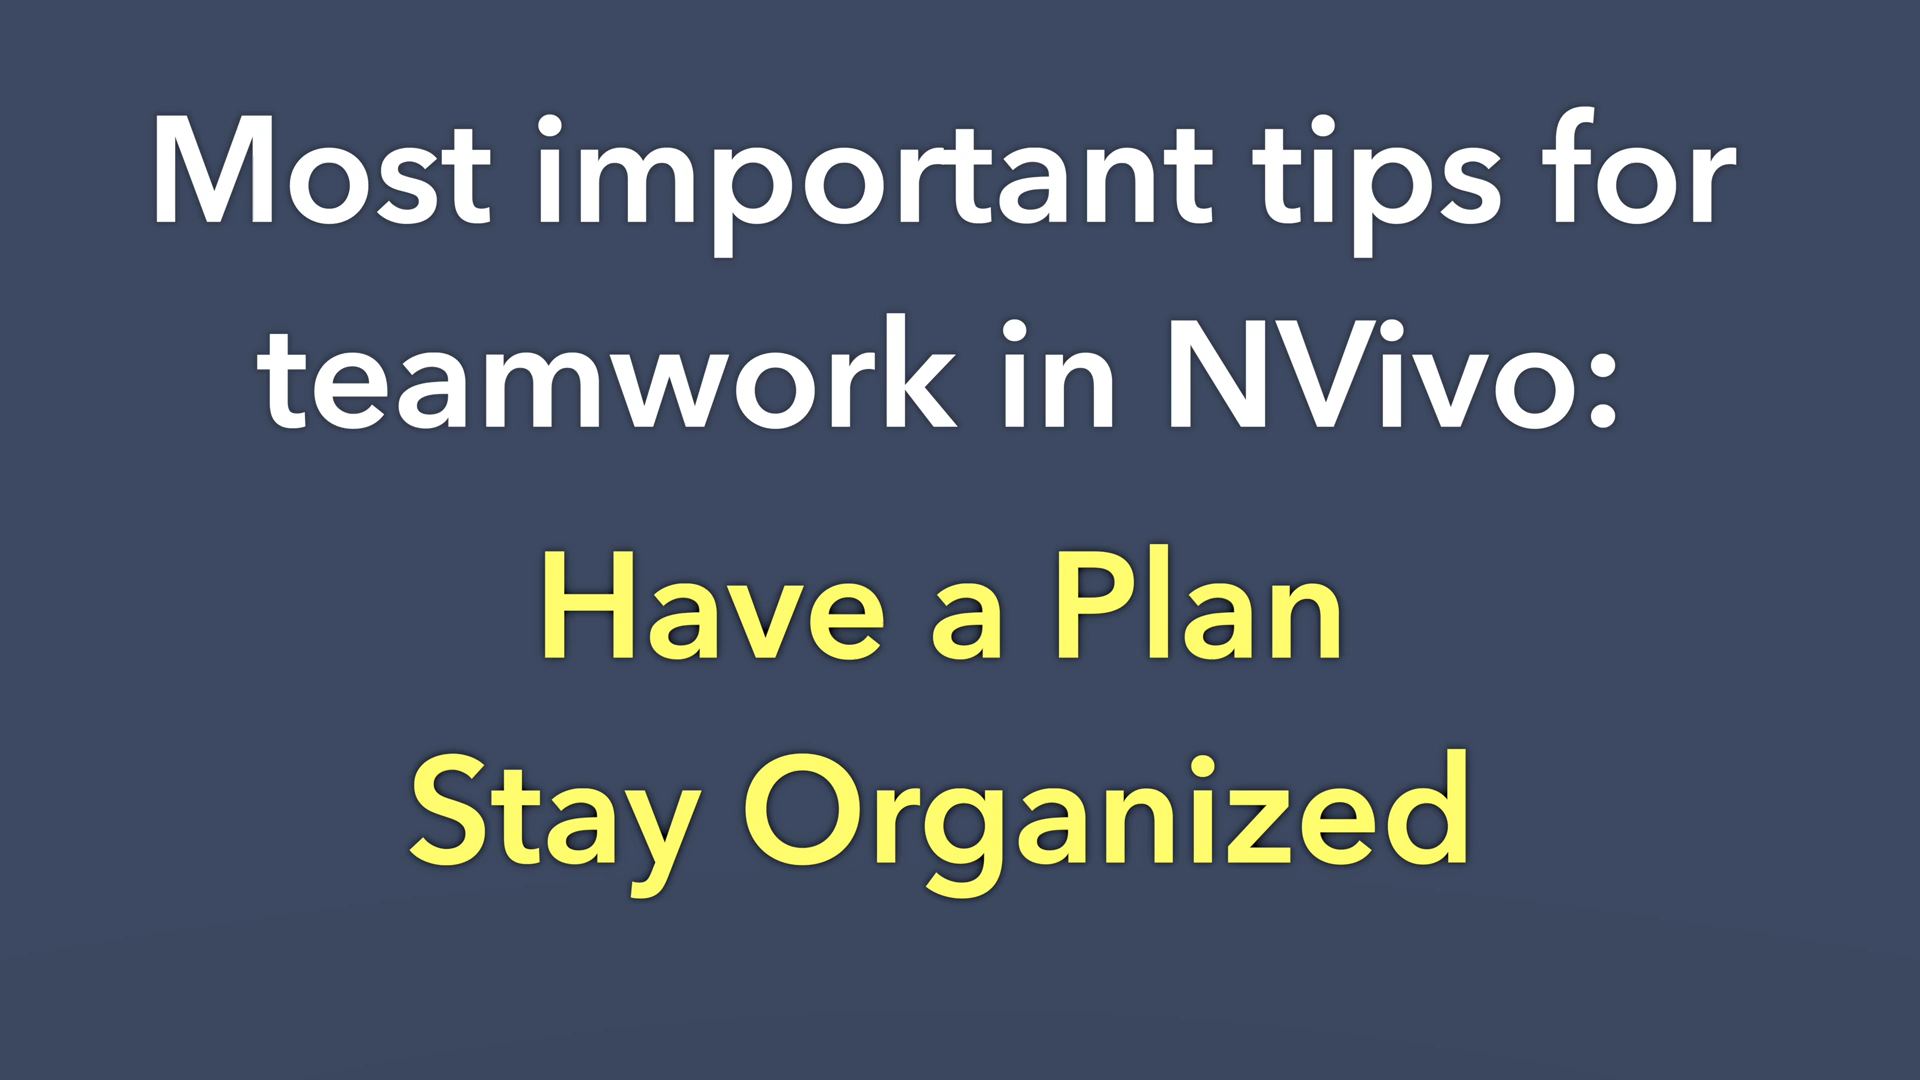 Most important tips for
teamwork in NVivo:
Have a Plan
Stay Organized